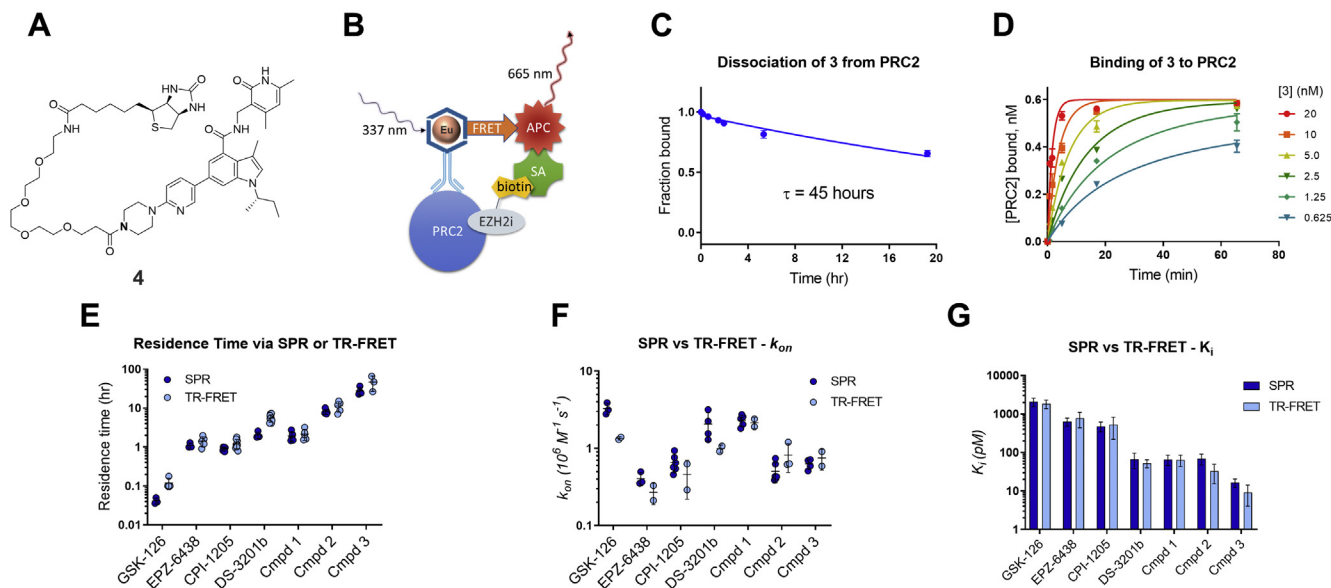 A
O
HN
NH
H
N
O
S
O
NH
O
HN
O
N
N
N
N
O
O
O
O
N
4
B
337 nm
665 nm
Eu
FRET
APC
SA
biotin
EZH2i
PRC2
C
Dissociation of 3 from PRC2
Fraction bound
1.0
0.5
0.0
τ = 45 hours
0 4 8 12 16 20
Time (hr)
D
Binding of 3 to PRC2
[PRC2] bound, nM
0.6
0.4
0.2
0.0
0 20 40 60 80
Time (min)
[3] (nM)
20
10
5.0
2.5
1.25
0.625
E
Residence Time via SPR or TR-FRET
Residence time (hr)
100
10
1
0.1
0.01
SPR
TR-FRET
GSK-126
EPZ-6438
CPI-1205
DS-3201b
Cmpd 1
Cmpd 2
Cmpd 3
F
SPR vs TR-FRET - kon
kon (10⁶ M⁻¹ s⁻¹)
10
1
0.1
SPR
TR-FRET
GSK-126
EPZ-6438
CPI-1205
DS-3201b
Cmpd 1
Cmpd 2
Cmpd 3
G
SPR vs TR-FRET - Ki
Ki (pM)
10000
1000
100
10
1
SPR
TR-FRET
GSK-126
EPZ-6438
CPI-1205
DS-3201b
Cmpd 1
Cmpd 2
Cmpd 3